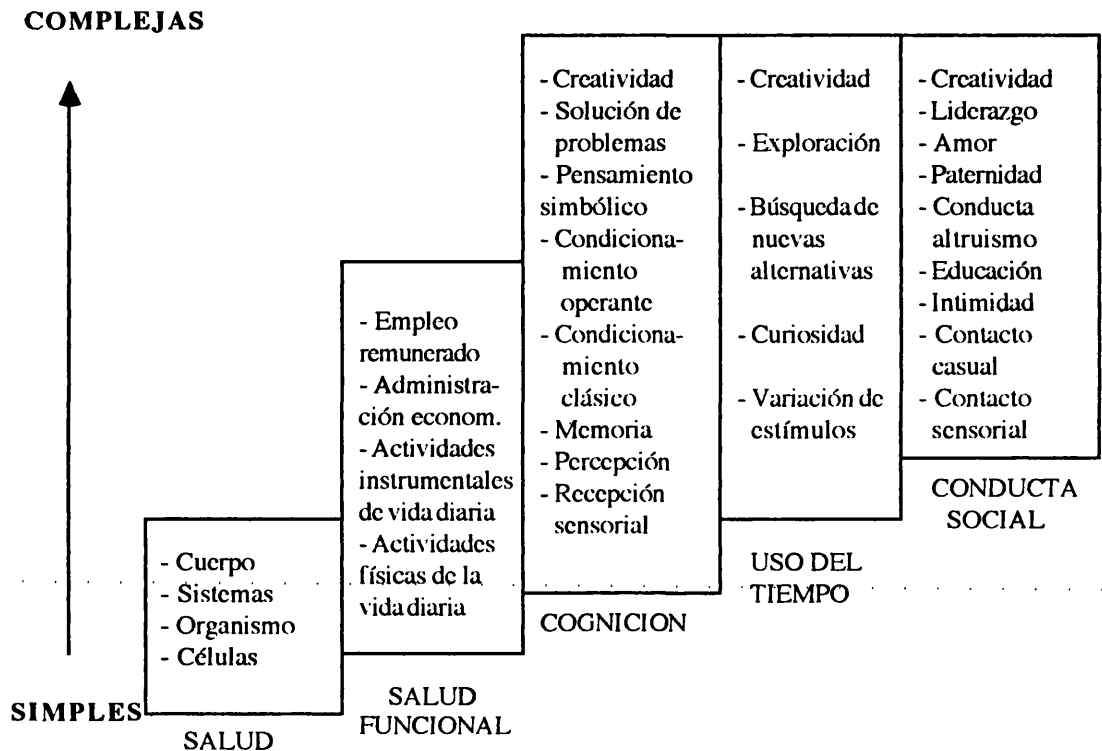 COMPLEJAS
- Creatividad
- Solución de
problemas
- Pensamiento
simbólico
- Condiciona-
miento
operante
- Condiciona-
miento
clásico
- Memoria
- Percepción
- Recepción
sensorial
- Creatividad
- Exploración
- Búsqueda de
nuevas
alternativas
- Curiosidad
- Variación de
estímulos
- Creatividad
- Liderazgo
- Amor
- Paternidad
- Conducta
altruismo
- Educación
- Intimidad
- Contacto
casual
- Contacto
sensorial
- Empleo
remunerado
- Administra-
ción econom.
- Actividades
instrumentales
de vida diaria
- Actividades
físicas de la
vida diaria
- Cuerpo
- Sistemas
- Organismo
- Células
SIMPLES
SALUD
SALUD
FUNCIONAL
COGNICION
USO DEL
TIEMPO
CONDUCTA
SOCIAL